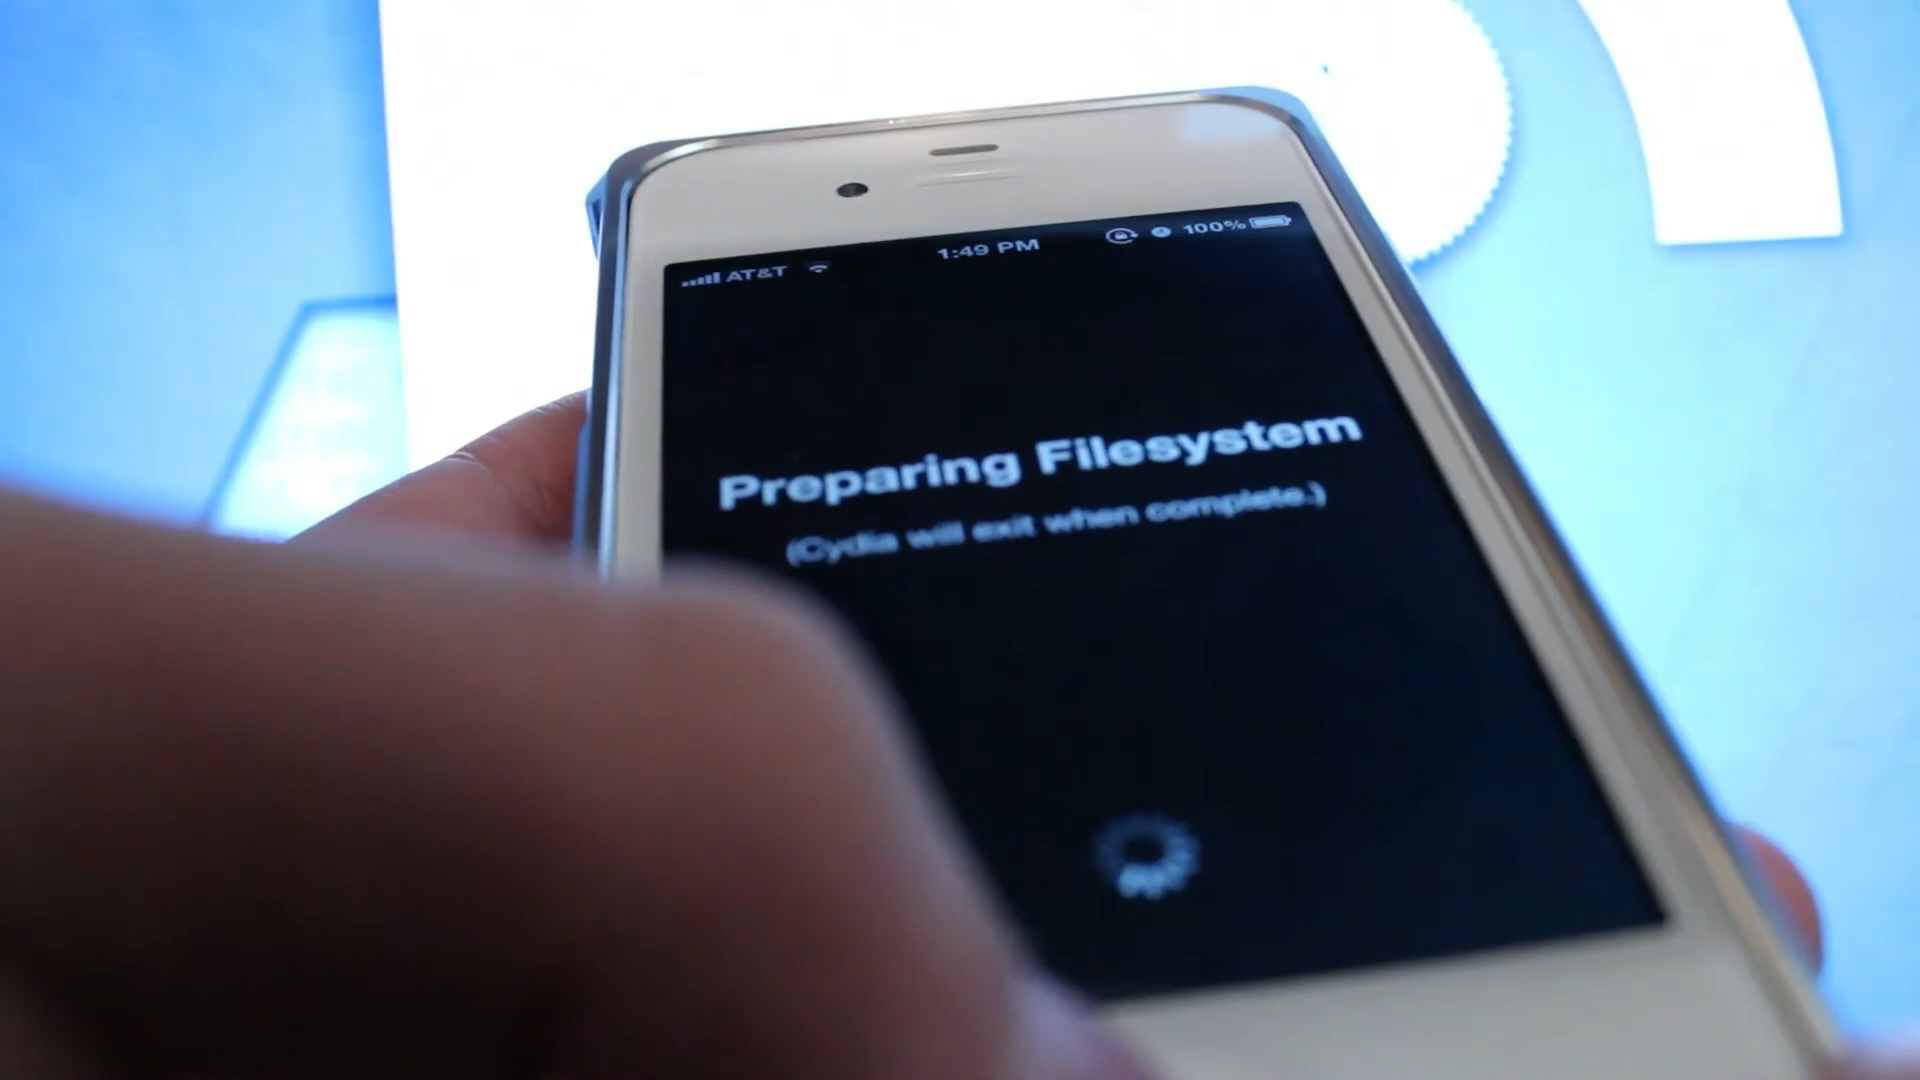 AT&T 1:49 PM 100%
Preparing Filesystem
(Cydia will exit when complete.)